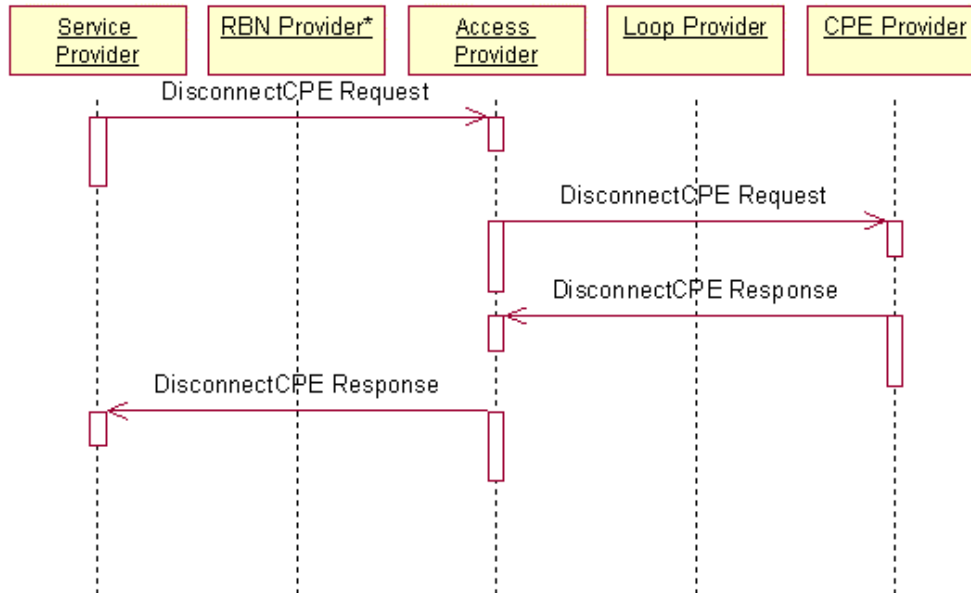 Service
Provider
RBN Provider*
Access
Provider
Loop Provider
CPE Provider
DisconnectCPE Request
DisconnectCPE Request
DisconnectCPE Response
DisconnectCPE Response